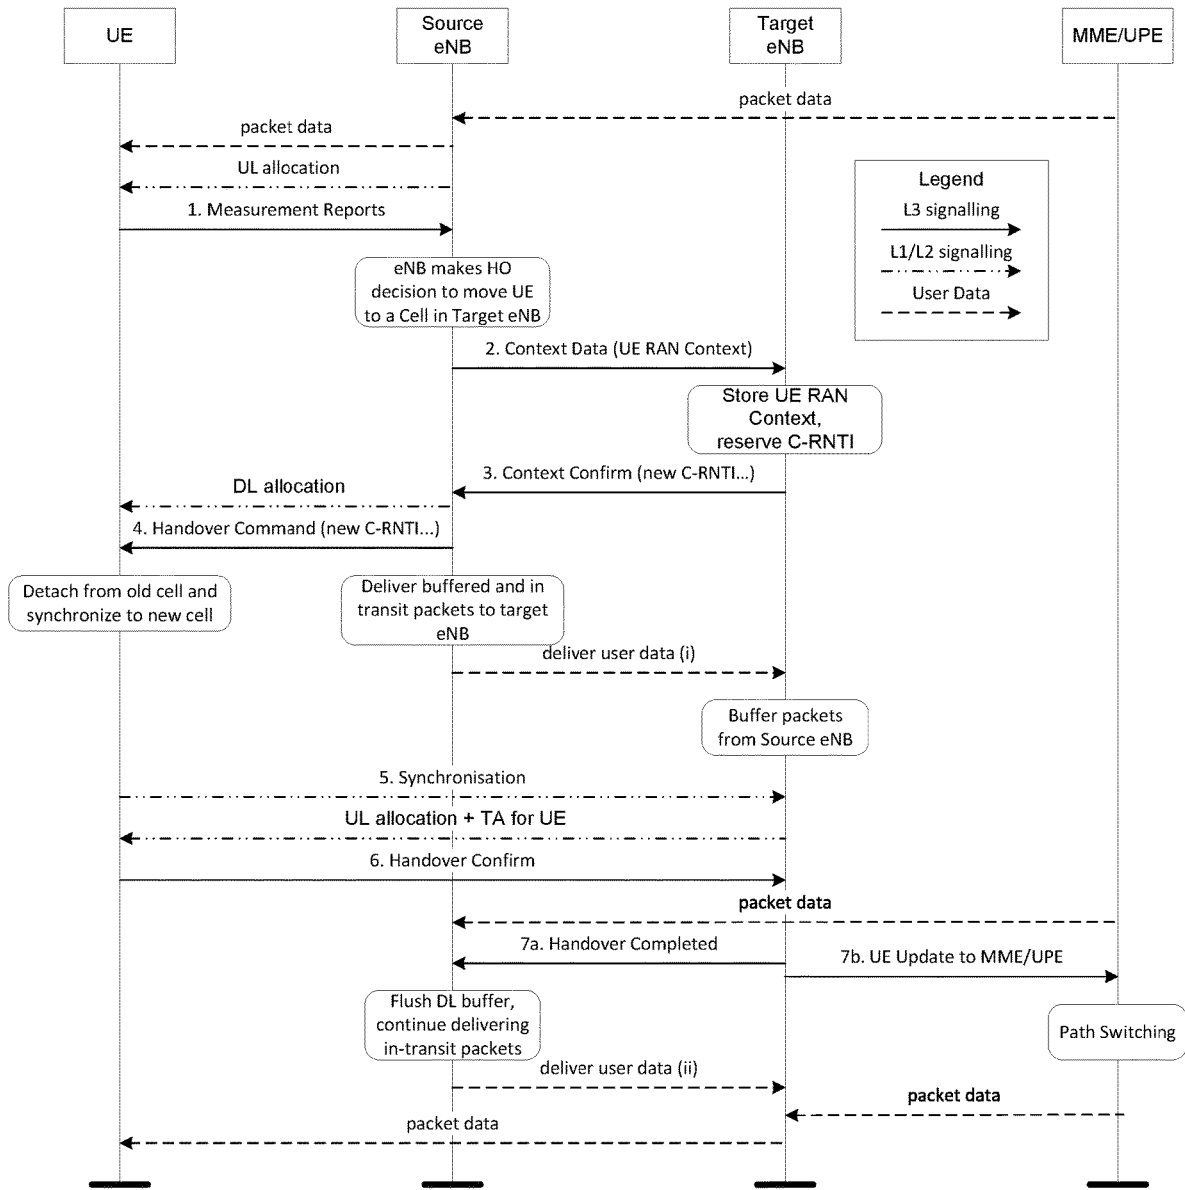 UE
Source
eNB
Target
eNB
MME/UPE
packet data
packet data
UL allocation
1. Measurement Reports
Legend
L3 signalling
L1/L2 signalling
User Data
eNB makes HO
decision to move UE
to a Cell in Target eNB
2. Context Data (UE RAN Context)
Store UE RAN
Context,
reserve C-RNTI
3. Context Confirm (new C-RNTI...)
DL allocation
4. Handover Command (new C-RNTI...)
Detach from old cell and
synchronize to new cell
Deliver buffered and in
transit packets to target
eNB
deliver user data (i)
Buffer packets
from Source eNB
5. Synchronisation
UL allocation + TA for UE
6. Handover Confirm
packet data
7a. Handover Completed
7b. UE Update to MME/UPE
Flush DL buffer,
continue delivering
in-transit packets
Path Switching
deliver user data (ii)
packet data
packet data